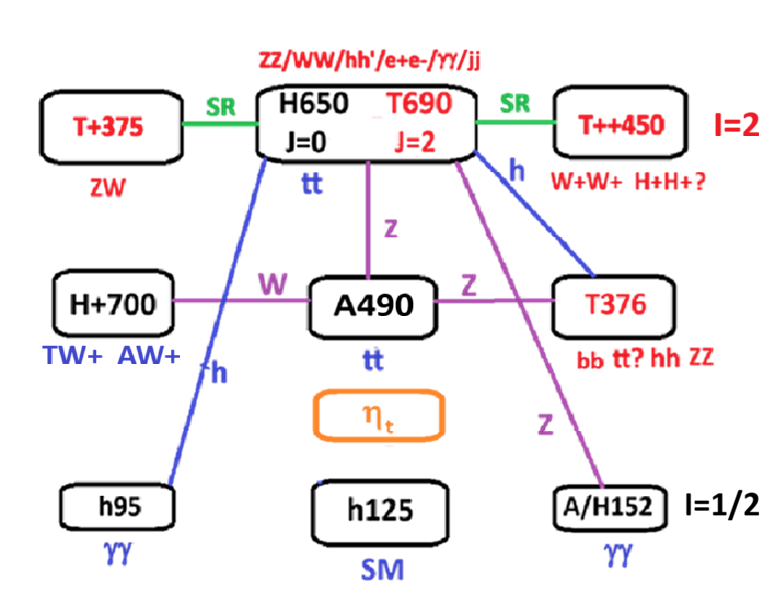 ZZ/WW/hh'/e+e-/γγ/jj
T+375
SR
H650 T690
J=0 J=2
SR
T++450
I=2
ZW
tt
h
W+W+ H+H+?
Z
H+700
W
A490
Z
T376
TW+ AW+
h
tt
bb tt? hh ZZ
ηt
Z
h95
h125
A/H152
I=1/2
γγ
SM
γγ